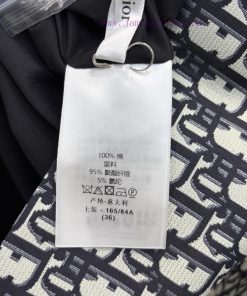 Dior
100% 棉
里料
95% 聚酯纤维
5% 氨纶
产地:意大利
上装 - 165/84A
(36)